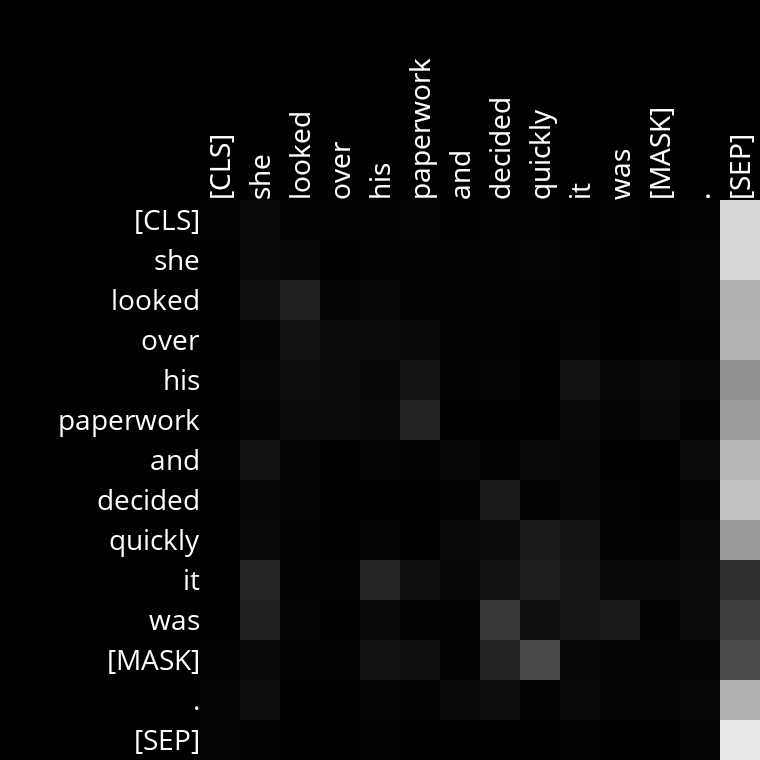 [CLS] she looked over his paperwork and decided quickly it was [MASK] . [SEP]
[CLS]
she
looked
over
his
paperwork
and
decided
quickly
it
was
[MASK]
.
[SEP]